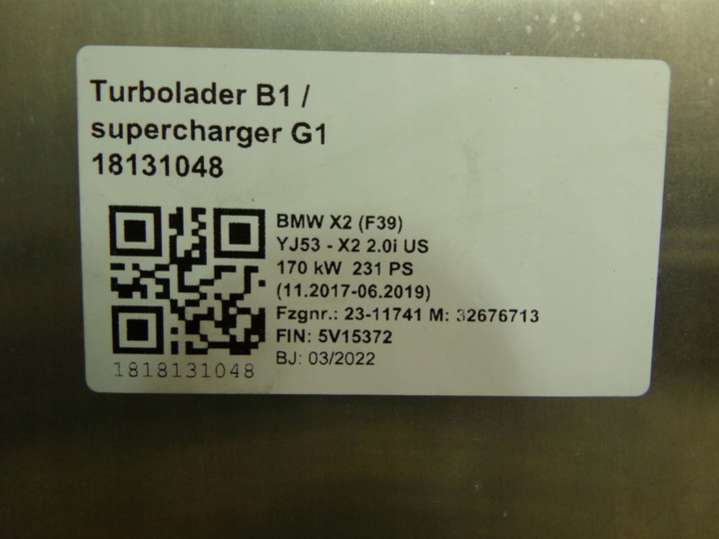 Turbolader B1 /
supercharger G1
18131048
BMW X2 (F39)
YJ53 - X2 2.0i US
170 kW 231 PS
(11.2017-06.2019)
Fzgnr.: 23-11741 M: 32676713
FIN: 5V15372
BJ: 03/2022
1818131048